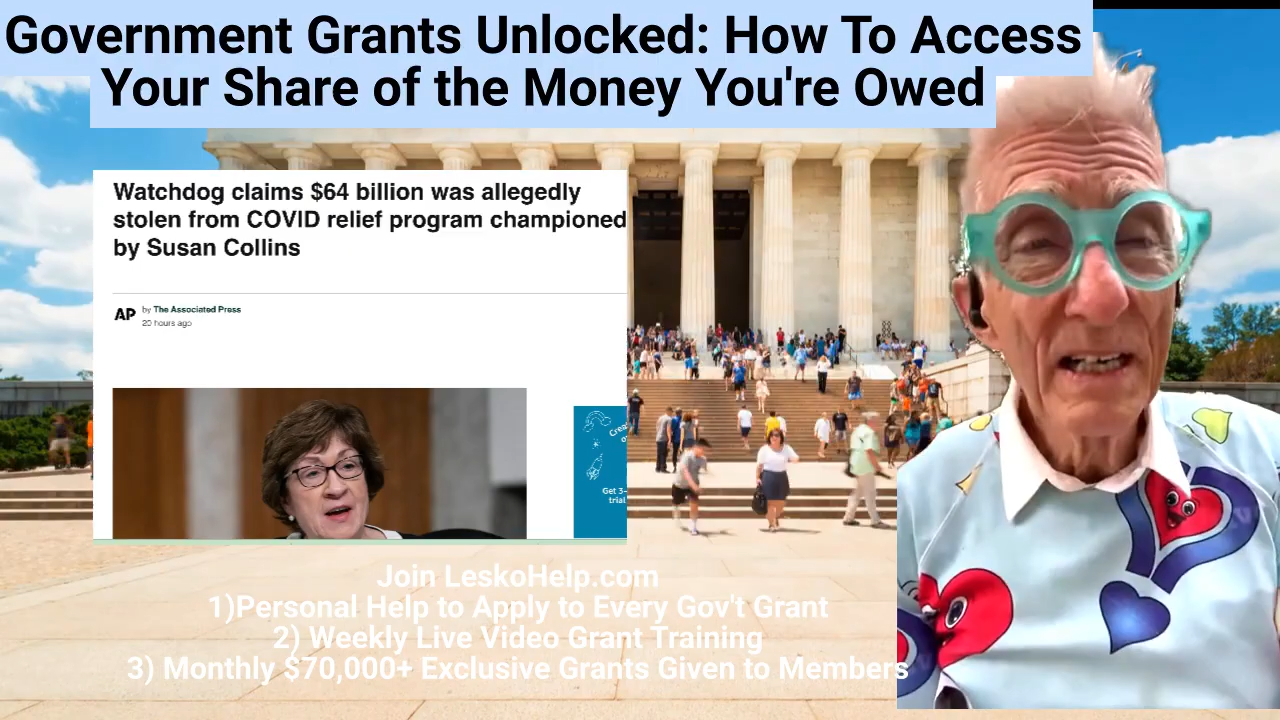 Government Grants Unlocked: How To Access
Your Share of the Money You're Owed
Watchdog claims $64 billion was allegedly
stolen from COVID relief program championed
by Susan Collins
AP
by The Associated Press
20 hours ago
Get 3-
trial
Join LeskoHelp.com
1)Personal Help to Apply to Every Gov't Grant
2) Weekly Live Video Grant Training
3) Monthly $70,000+ Exclusive Grants Given to Members